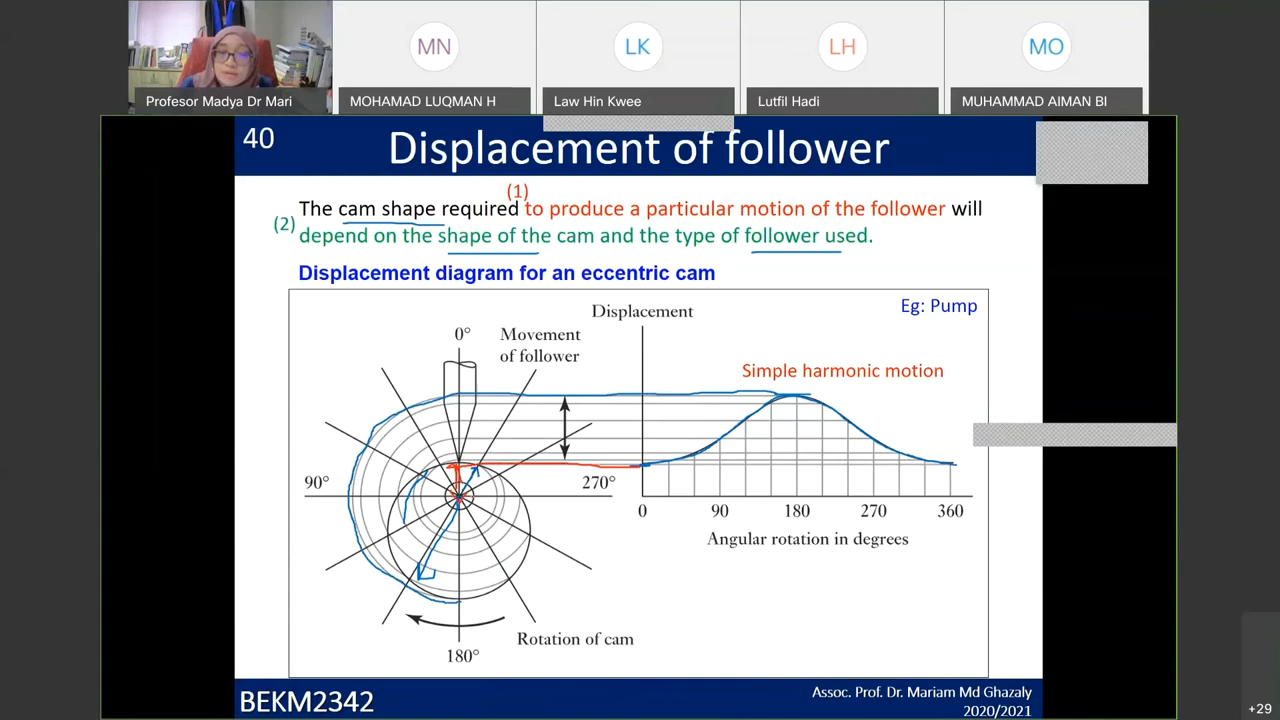 MN
LK
LH
MO
Profesor Madya Dr Mari
MOHAMAD LUQMAN H
Law Hin Kwee
Lutfil Hadi
MUHAMMAD AIMAN BI
40
Displacement of follower
(1)
The cam shape required to produce a particular motion of the follower will
(2)
depend on the shape of the cam and the type of follower used.
Displacement diagram for an eccentric cam
Displacement
Eg: Pump
0°
Movement
of follower
Simple harmonic motion
90°
270°
0 90 180 270 360
Angular rotation in degrees
Rotation of cam
180°
BEKM2342
Assoc. Prof. Dr. Mariam Md Ghazaly
2020/2021
+29